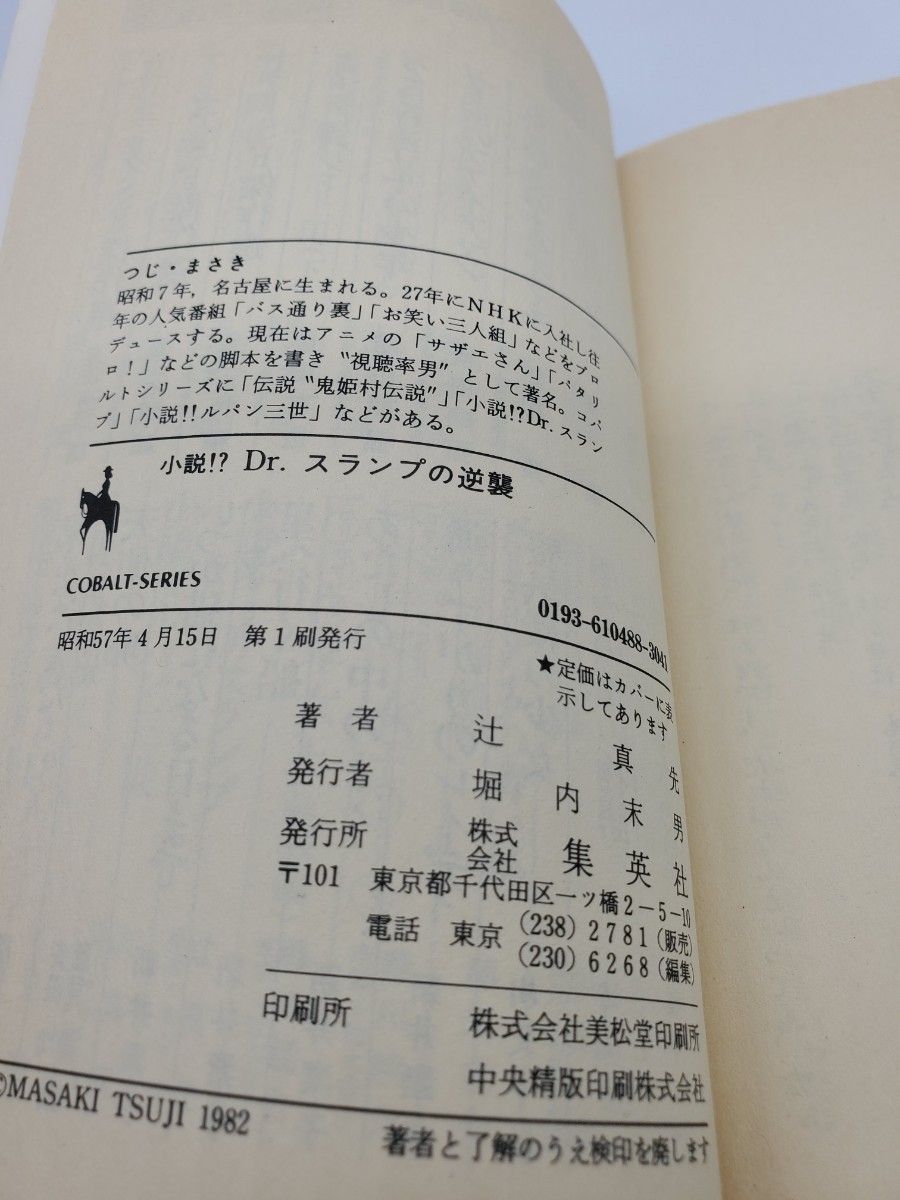 つじ・まさき
昭和7年，名古屋に生まれる。27年にNHKに入社し往
年の人気番組「バス通り裏」「お笑い三人組」などをプロ
デュースする。現在はアニメの「サザエさん」「パタリ
ロ！」などの脚本を書き〝視聴率男〟として著名。コバ
ルトシリーズに「伝説〝鬼姫村伝説〟」「小説!?Dr.スラン
プ」「小説!!ルパン三世」などがある。
小説!? Dr. スランプの逆襲
COBALT-SERIES
0193-610488-3041
昭和57年4月15日　第1刷発行
★定価はカバーに表
示してあります
著者　辻　真先
発行者　堀内末男
発行所　株式会社　集英社
〒101　東京都千代田区一ッ橋2-5-10
電話　東京　(238) 2781 (販売)
(230) 6268 (編集)
印刷所　株式会社美松堂印刷所
中央精版印刷株式会社
©MASAKI TSUJI 1982
著者と了解のうえ検印を廃します